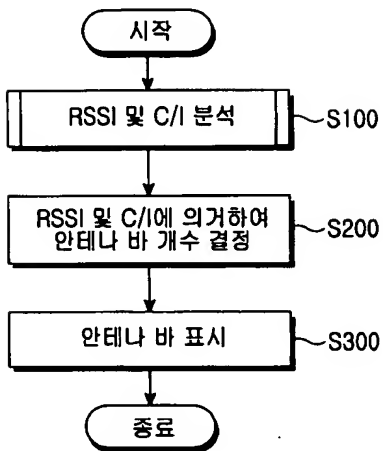 시작
RSSI 및 C/I 분석
S100
RSSI 및 C/I에 의거하여
안테나 바 개수 결정
S200
안테나 바 표시
S300
종료